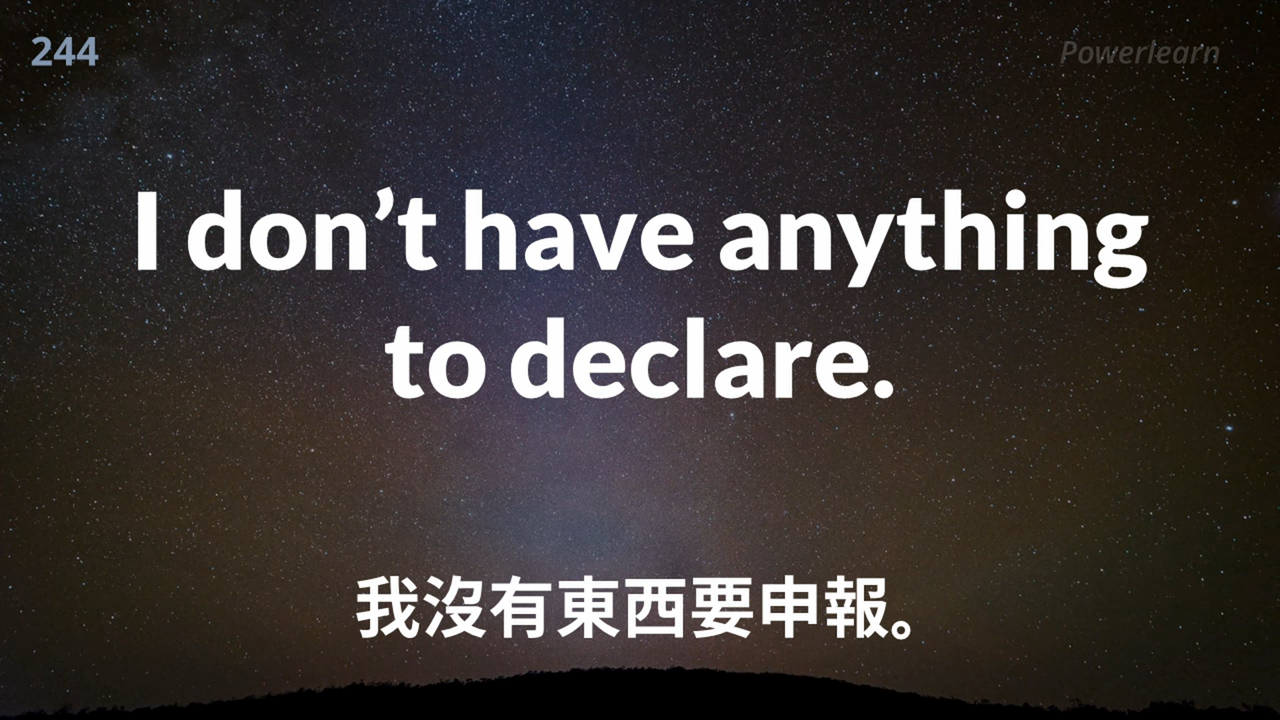 244
Powerlearn
I don’t have anything
to declare.
我沒有東西要申報。